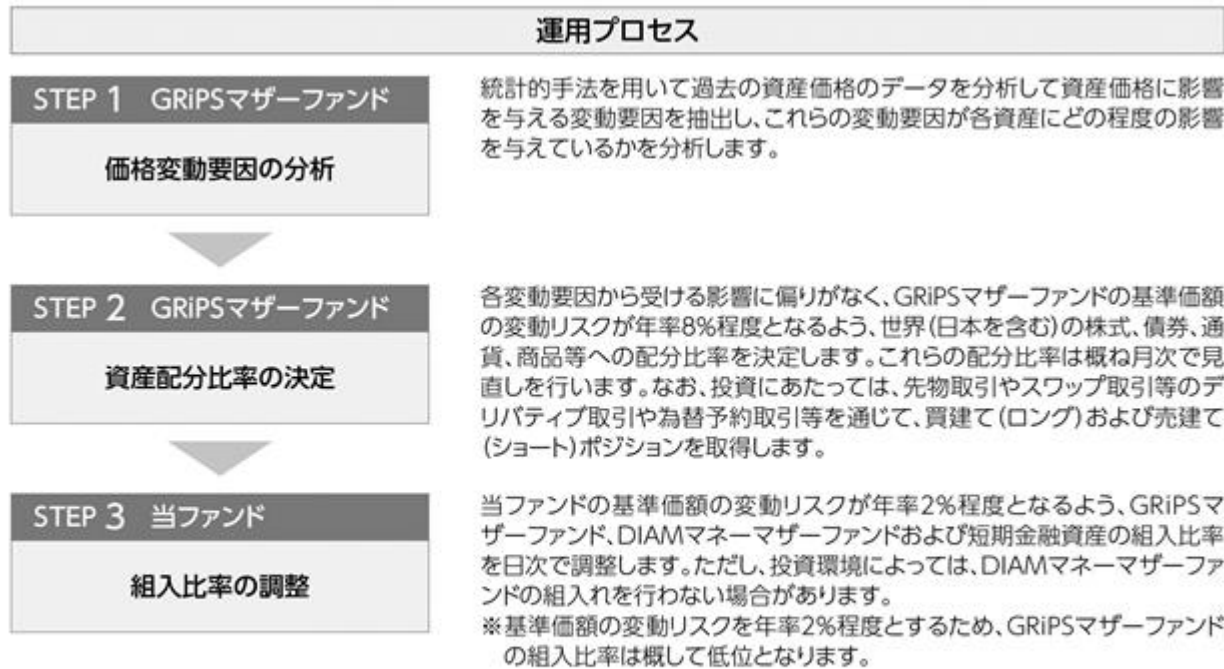 運用プロセス
STEP 1 GRiPSマザーファンド
価格変動要因の分析
統計的手法を用いて過去の資産価格のデータを分析して資産価格に影響
を与える変動要因を抽出し、これらの変動要因が各資産にどの程度の影響
を与えているかを分析します。
STEP 2 GRiPSマザーファンド
資産配分比率の決定
各変動要因から受ける影響に偏りがなく、GRiPSマザーファンドの基準価額
の変動リスクが年率8%程度となるよう、世界(日本を含む)の株式、債券、通
貨、商品等への配分比率を決定します。これらの配分比率は概ね月次で見
直しを行います。なお、投資にあたっては、先物取引やスワップ取引等のデ
リバティブ取引や為替予約取引等を通じて、買建て(ロング)および売建て
(ショート)ポジションを取得します。
STEP 3 当ファンド
組入比率の調整
当ファンドの基準価額の変動リスクが年率2%程度となるよう、GRiPSマ
ザーファンド、DIAMマネーマザーファンドおよび短期金融資産の組入比率
を日次で調整します。ただし、投資環境によっては、DIAMマネーマザーファ
ンドの組入れを行わない場合があります。
※基準価額の変動リスクを年率2%程度とするため、GRiPSマザーファンド
の組入比率は概して低位となります。